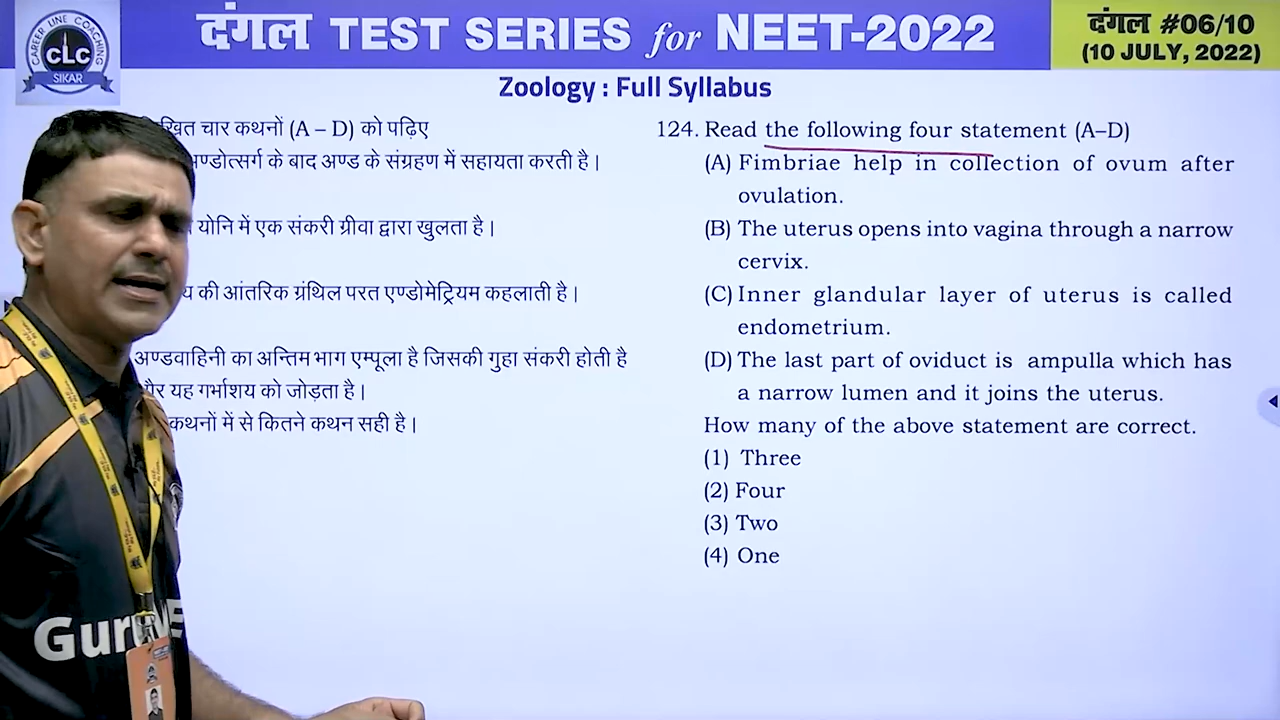 CAREER LINE COACHING
CLC
SIKAR
दंगल TEST SERIES for NEET-2022
दंगल #06/10
(10 JULY, 2022)
Zoology : Full Syllabus
चार कथनों (A – D) को पढ़िए
के बाद अण्ड के संग्रहण में सहायता करती है।
योनि में एक संकरी ग्रीवा द्वारा खुलता है।
की आंतरिक ग्रंथिल परत एण्डोमेट्रियम कहलाती है।
अण्डवाहिनी का अन्तिम भाग एम्पूला है जिसकी गुहा संकरी होती है
यह गर्भाशय को जोड़ता है।
कथनों में से कितने कथन सही है।
124. Read the following four statement (A–D)
(A) Fimbriae help in collection of ovum after
ovulation.
(B) The uterus opens into vagina through a narrow
cervix.
(C) Inner glandular layer of uterus is called
endometrium.
(D) The last part of oviduct is ampulla which has
a narrow lumen and it joins the uterus.
How many of the above statement are correct.
(1) Three
(2) Four
(3) Two
(4) One